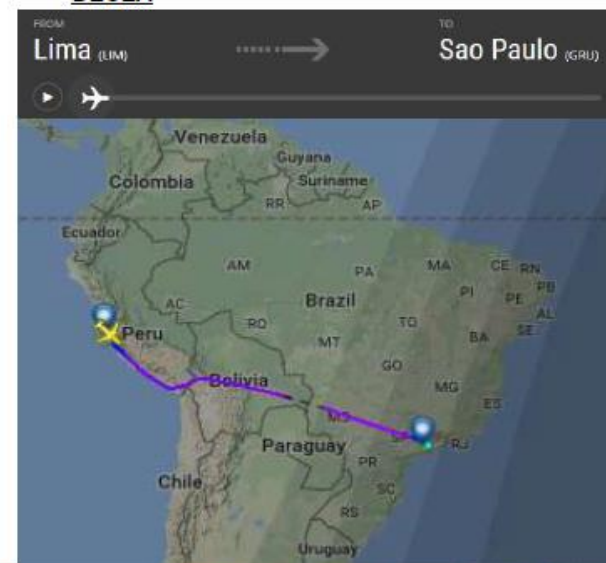 FROM
Lima (LIM)
TO
Sao Paulo (GRU)
Venezuela
Guyana
Colombia
Suriname
RR
AP
Ecuador
AM
PA
MA
CE
RN
AC
Brazil
PI
PB
PE
AL
Peru
RO
TO
SE
MT
BA
GO
Bolivia
MG
MS
ES
SP
RJ
Paraguay
PR
Chile
SC
RS
Uruguay